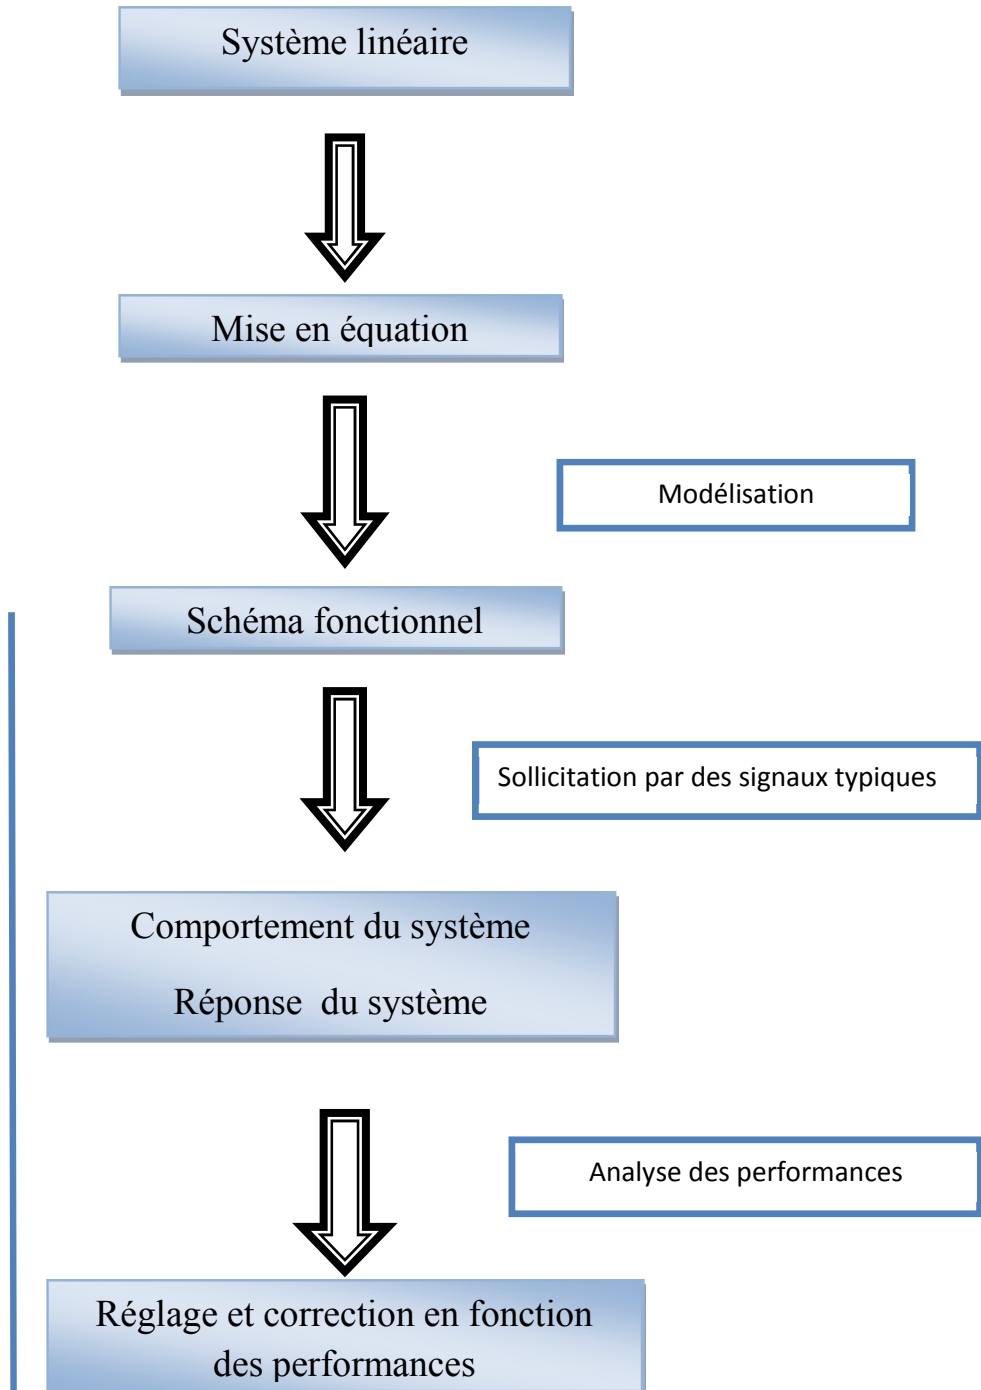 Système linéaire
Mise en équation
Modélisation
Schéma fonctionnel
Sollicitation par des signaux typiques
Comportement du système
Réponse du système
Analyse des performances
Réglage et correction en fonction
des performances